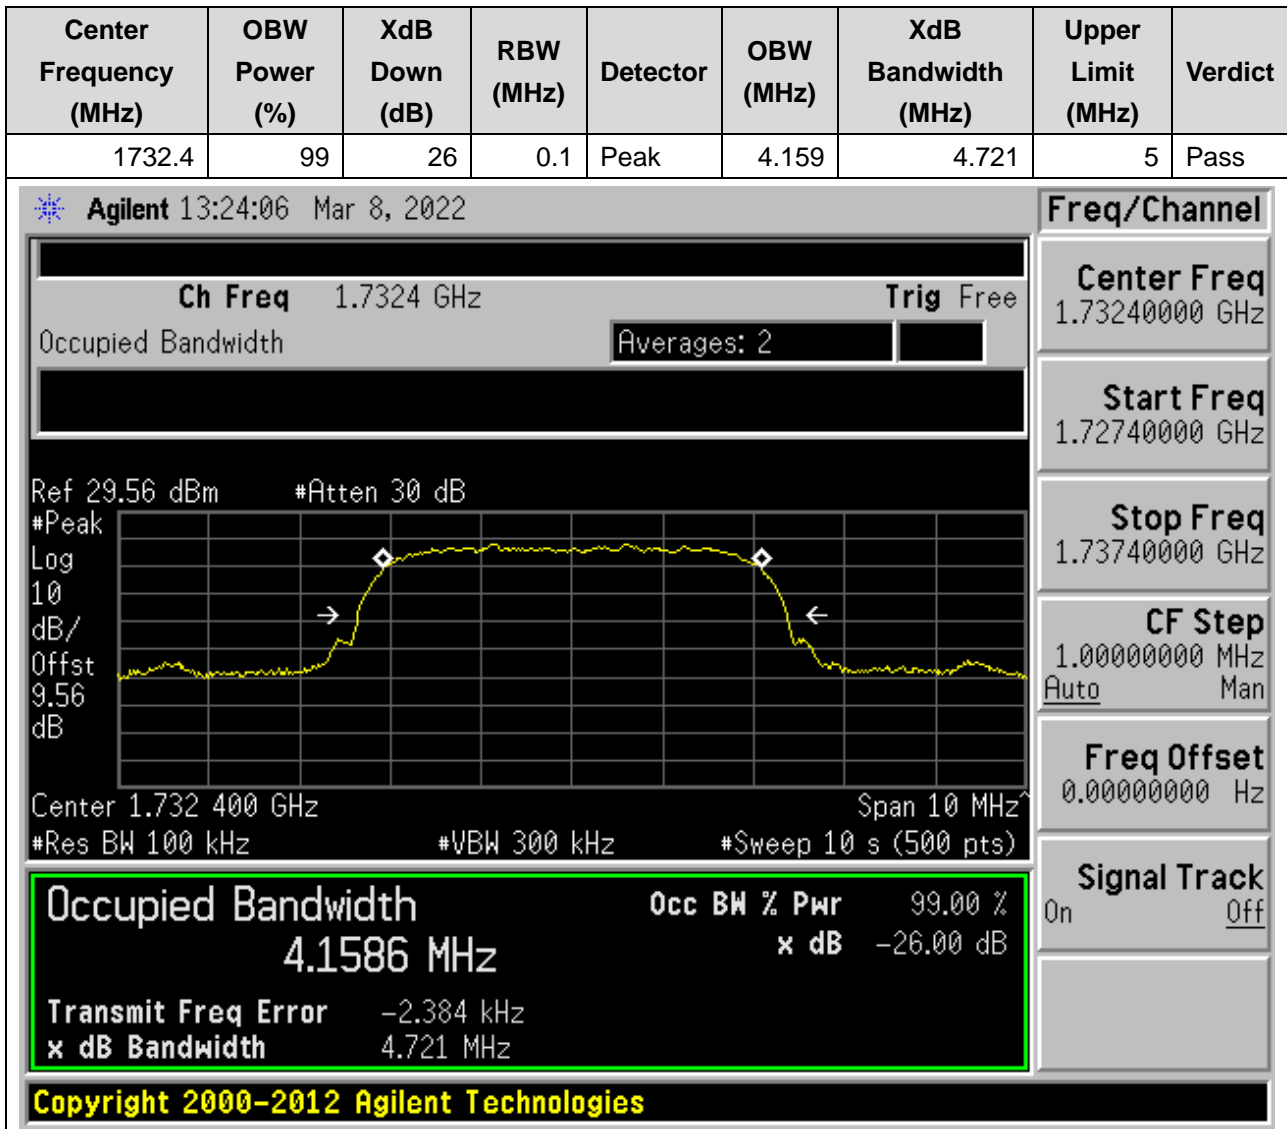 Center Frequency (MHz) OBW Power (%) XdB Down (dB) RBW (MHz) Detector OBW (MHz) XdB Bandwidth (MHz) Upper Limit (MHz) Verdict
1732.4 99 26 0.1 Peak 4.159 4.721 5 Pass
Agilent 13:24:06 Mar 8, 2022
Freq/Channel
Ch Freq 1.7324 GHz Trig Free
Occupied Bandwidth Averages: 2
Ref 29.56 dBm #Atten 30 dB
#Peak
Log
10
dB/
Offst
9.56
dB
Center 1.732 400 GHz Span 10 MHz^
#Res BW 100 kHz #VBW 300 kHz #Sweep 10 s (500 pts)
Occupied Bandwidth Occ BW % Pwr 99.00 %
4.1586 MHz x dB -26.00 dB
Transmit Freq Error -2.384 kHz
x dB Bandwidth 4.721 MHz
Center Freq
1.73240000 GHz
Start Freq
1.72740000 GHz
Stop Freq
1.73740000 GHz
CF Step
1.00000000 MHz
Auto Man
Freq Offset
0.00000000 Hz
Signal Track
On Off
Copyright 2000-2012 Agilent Technologies